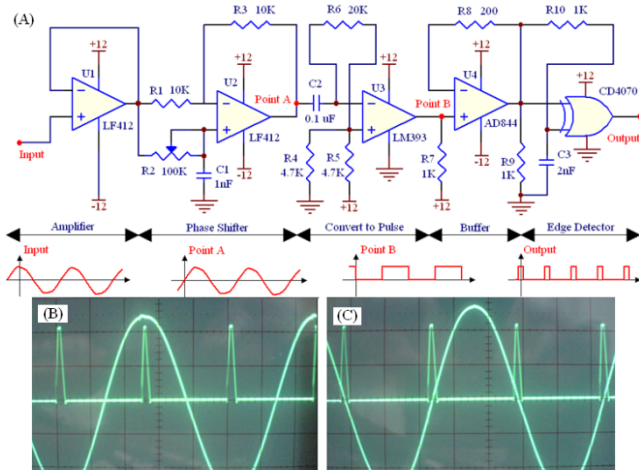 (A)
R3 10K
R6 20K
R8 200
R10 1K
+12
+12
+12
U1
R1 10K
U2
Point A
C2
U3
Point B
U4
CD4070
+12
LF412
LF412
0.1 uF
LM393
AD844
Output
Input
R2 100K
C1
1nF
R4
4.7K
R5
4.7K
R7
1K
-12
R9
1K
C3
2nF
-12
+12
+12
Amplifier
Phase Shifter
Convert to Pulse
Buffer
Edge Detector
Input
Point A
Point B
Output
(B)
(C)